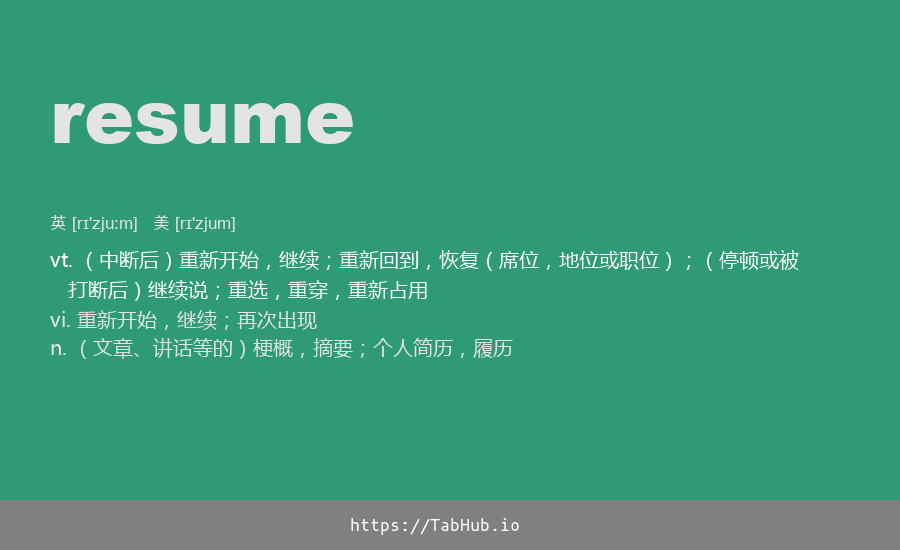 resume
英 [rɪ'zju:m] 美 [rɪ'zjum]
vt. （中断后）重新开始，继续；重新回到，恢复（席位，地位或职位）；（停顿或被
打断后）继续说；重选，重穿，重新占用
vi. 重新开始，继续；再次出现
n. （文章、讲话等的）梗概，摘要；个人简历，履历
https://TabHub.io